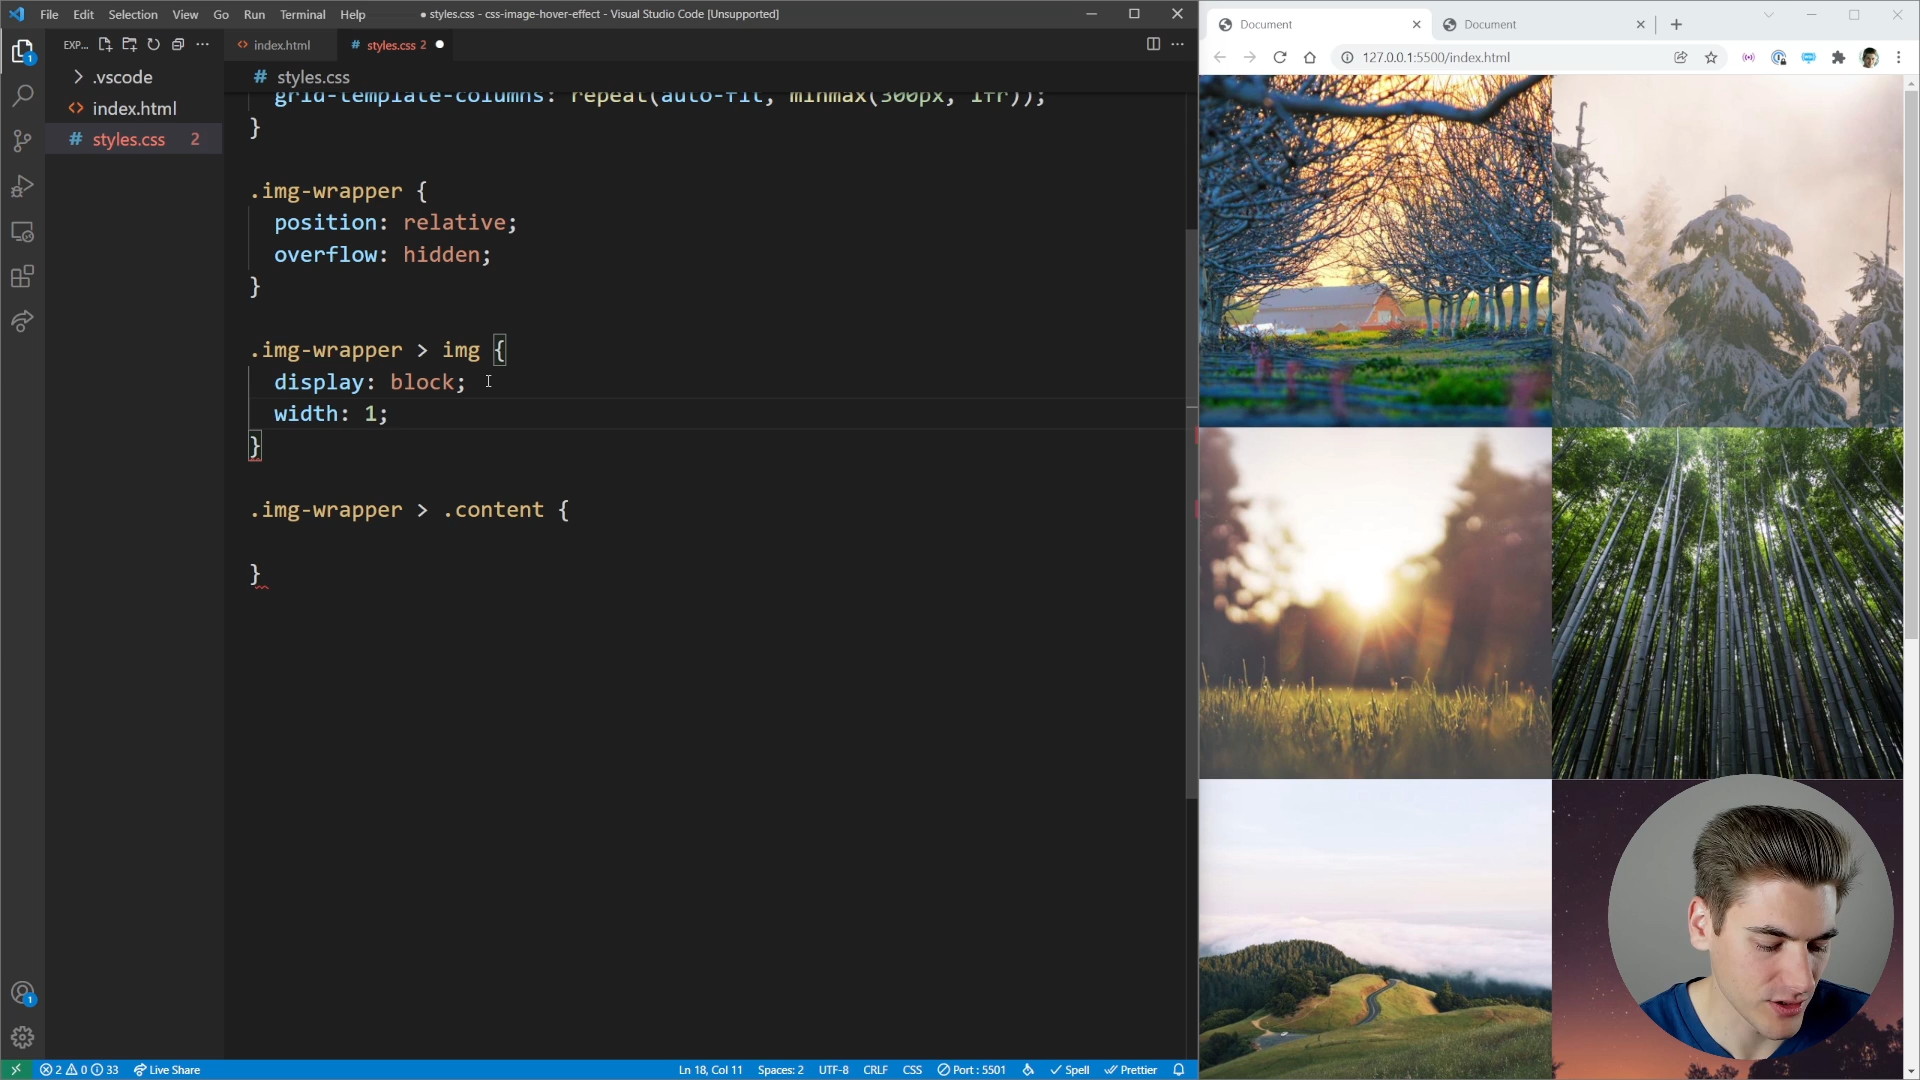 File Edit Selection View Go Run Terminal Help
● styles.css - css-image-hover-effect - Visual Studio Code [Unsupported]
EXP...
index.html
# styles.css 2 ●
.vscode
index.html
# styles.css 2
# styles.css
grid-template-columns: repeat(auto-fit, minmax(300px, 1fr));
}
.img-wrapper {
position: relative;
overflow: hidden;
}
.img-wrapper > img {
display: block;
width: 1;
}
.img-wrapper > .content {
}
1
1
2 0 33 Live Share
Ln 18, Col 11 Spaces: 2 UTF-8 CRLF CSS Port : 5501 Spell Prettier
Document
Document
127.0.0.1:5500/index.html